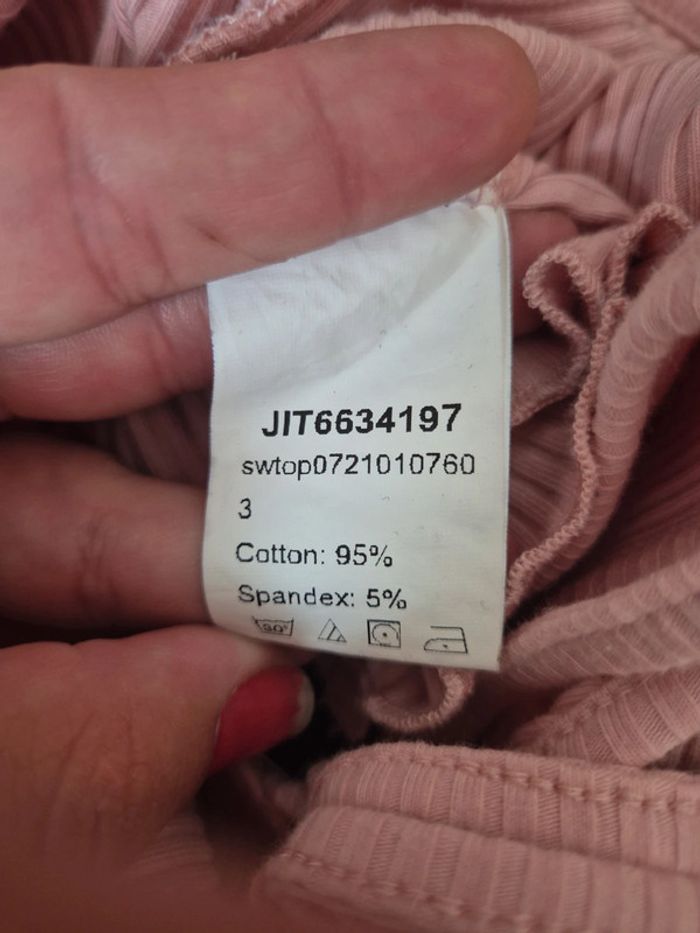 JIT6634197
swtop0721010760
3
Cotton: 95%
Spandex: 5%
30°